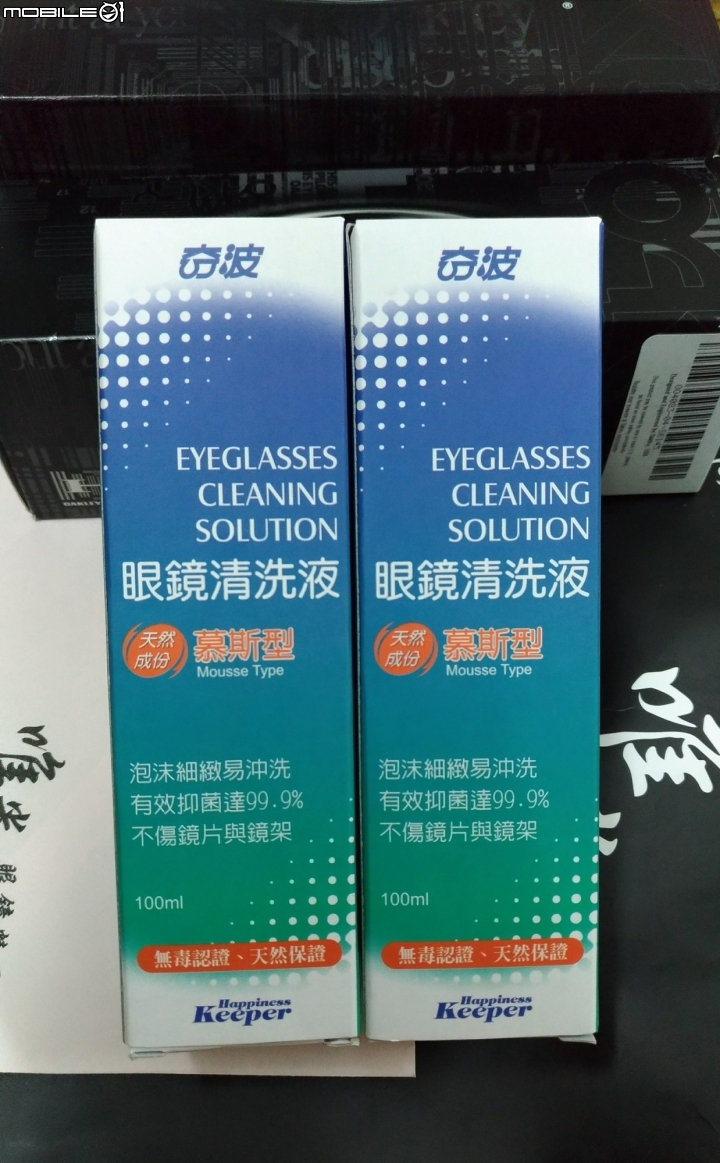 MOBILE01
奇波
EYEGLASSES
CLEANING
SOLUTION
眼鏡清洗液
天然
成份
慕斯型
Mousse Type
泡沫細緻易沖洗
有效抑菌達99.9%
不傷鏡片與鏡架
100ml
無毒認證、天然保證
Happiness
Keeper
奇波
EYEGLASSES
CLEANING
SOLUTION
眼鏡清洗液
天然
成份
慕斯型
Mousse Type
泡沫細緻易沖洗
有效抑菌達99.9%
不傷鏡片與鏡架
100ml
無毒認證、天然保證
Happiness
Keeper
OAKLEY
唯
唯
眼鏡